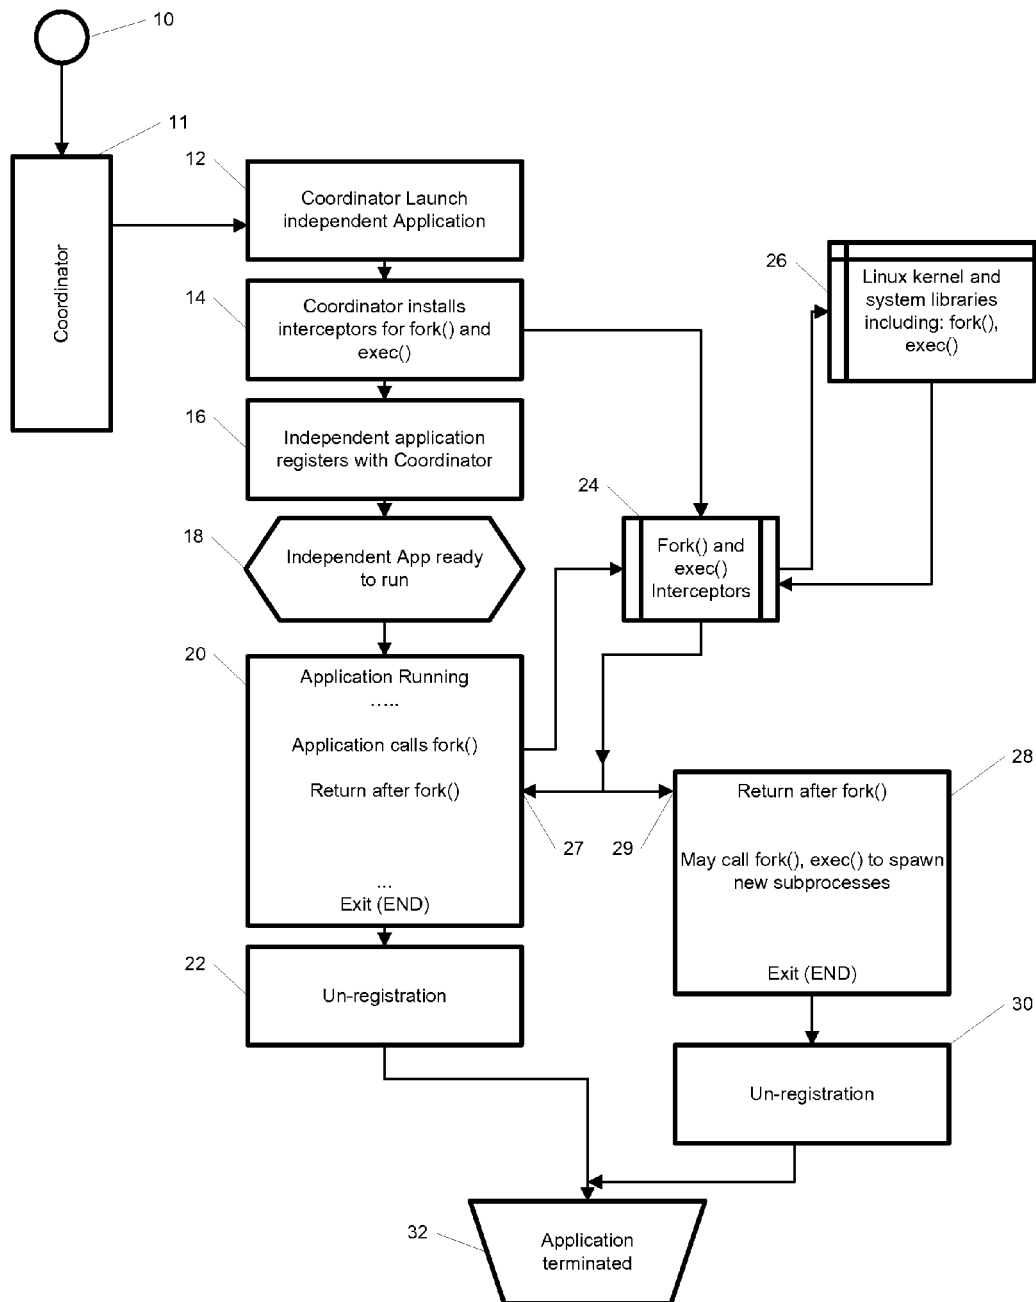 10
11
Coordinator
12
Coordinator Launch
independent Application
14
Coordinator installs
interceptors for fork() and
exec()
26
Linux kernel and
system libraries
including: fork(),
exec()
16
Independent application
registers with Coordinator
24
Fork() and
exec()
Interceptors
18
Independent App ready
to run
20
Application Running
.....
Application calls fork()
Return after fork()
...
Exit (END)
27
29
28
Return after fork()
May call fork(), exec() to spawn
new subprocesses
Exit (END)
22
Un-registration
30
Un-registration
32
Application
terminated